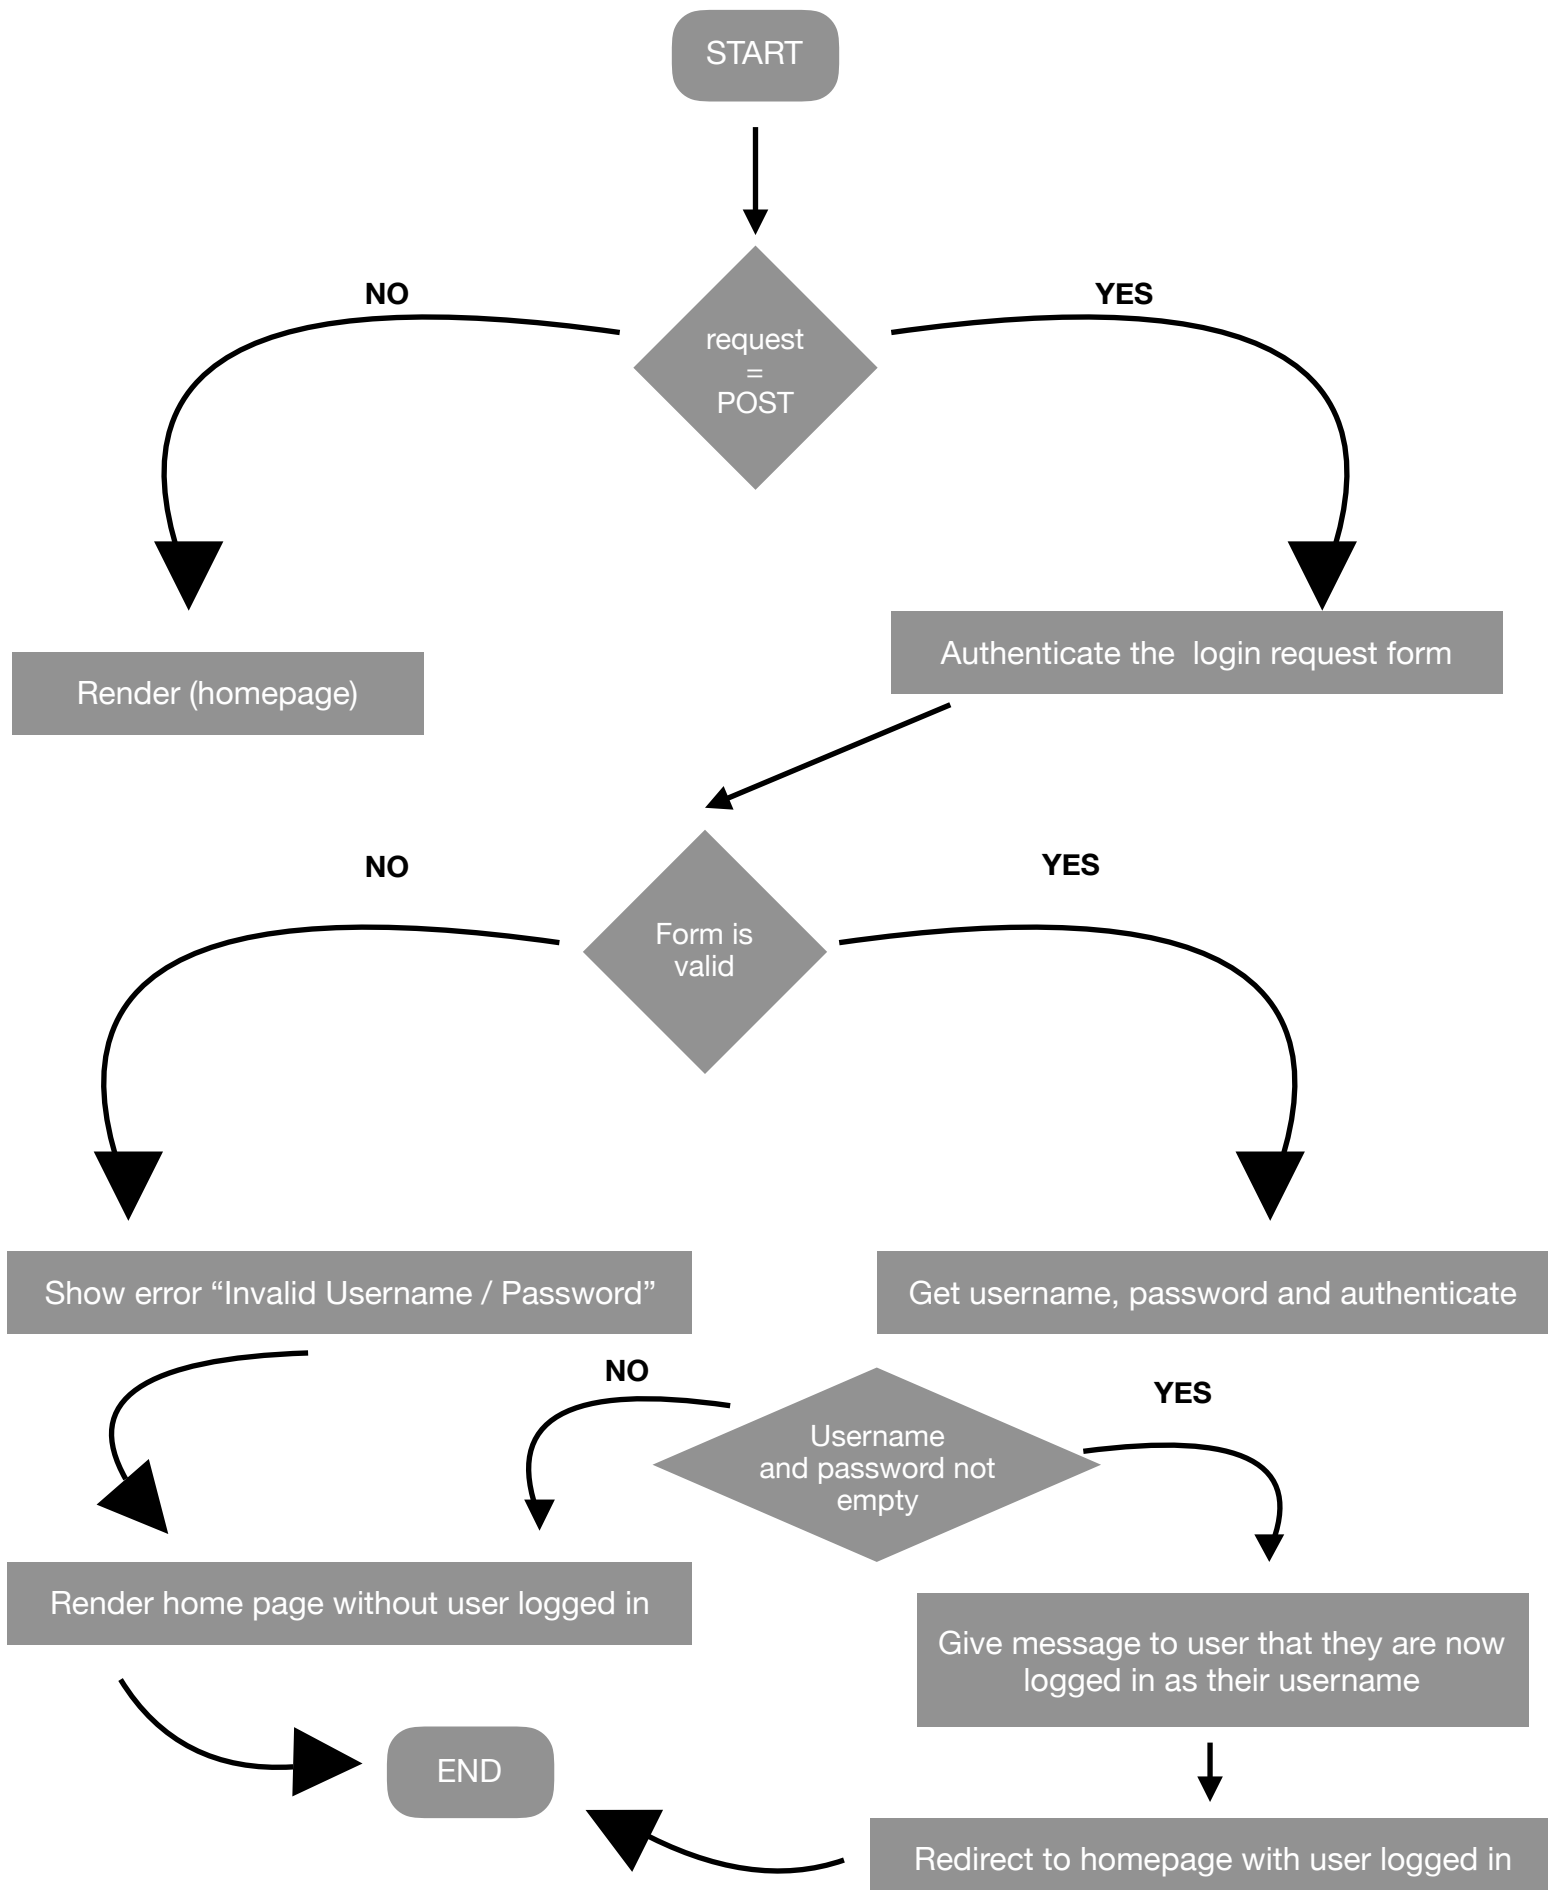 START
NO
YES
request
=
POST
Render (homepage)
Authenticate the  login request form
NO
YES
Form is
valid
Show error “Invalid Username / Password”
Get username, password and authenticate
NO
YES
Username
and password not
empty
Render home page without user logged in
Give message to user that they are now
logged in as their username
END
Redirect to homepage with user logged in